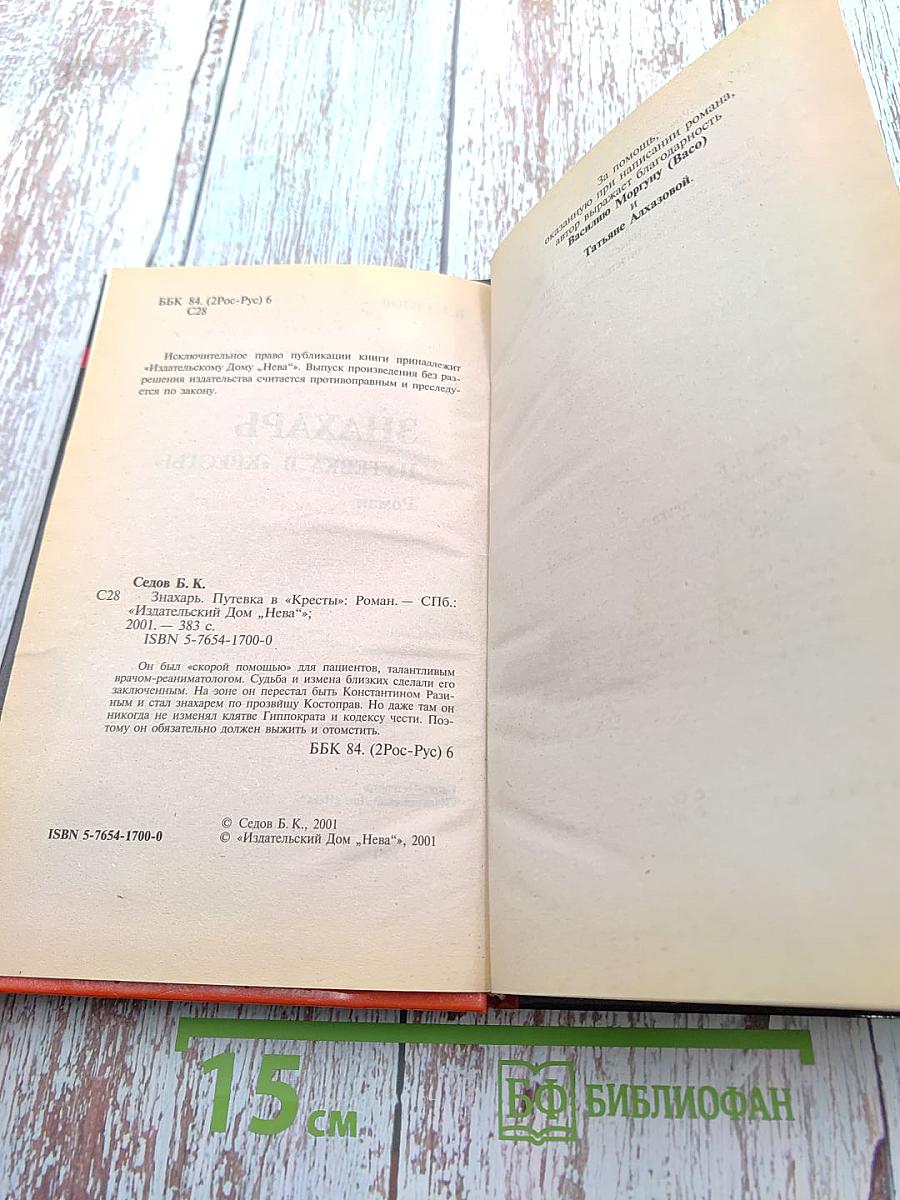 ББК 84. (2Рос-Рус) 6
С28
Исключительное право публикации книги принадлежит
«Издательскому Дому „Нева“». Выпуск произведения без раз-
решения издательства считается противоправным и преследу-
ется по закону.
ЗНАХАРЬ
ПУТЕВКА В «КРЕСТЫ»
Роман
Седов Б. К.
С28 Знахарь. Путевка в «Кресты»: Роман. — СПб.:
«Издательский Дом „Нева“»;
2001. — 383 с.
ISBN 5-7654-1700-0
Он был «скорой помощью» для пациентов, талантливым
врачом-реаниматологом. Судьба и измена близких сделали его
заключенным. На зоне он перестал быть Константином Рази-
ным и стал знахарем по прозвищу Костоправ. Но даже там он
никогда не изменял клятве Гиппократа и кодексу чести. Поэ-
тому он обязательно должен выжить и отомстить.
ББК 84. (2Рос-Рус) 6
ISBN 5-7654-1700-0
© Седов Б. К., 2001
© «Издательский Дом „Нева“», 2001
За помощь,
оказанную при написании романа,
автор выражает благодарность
Василию Моргуну (Васо)
и
Татьяне Алхазовой.
15 см
БФ БИБЛИОФАН